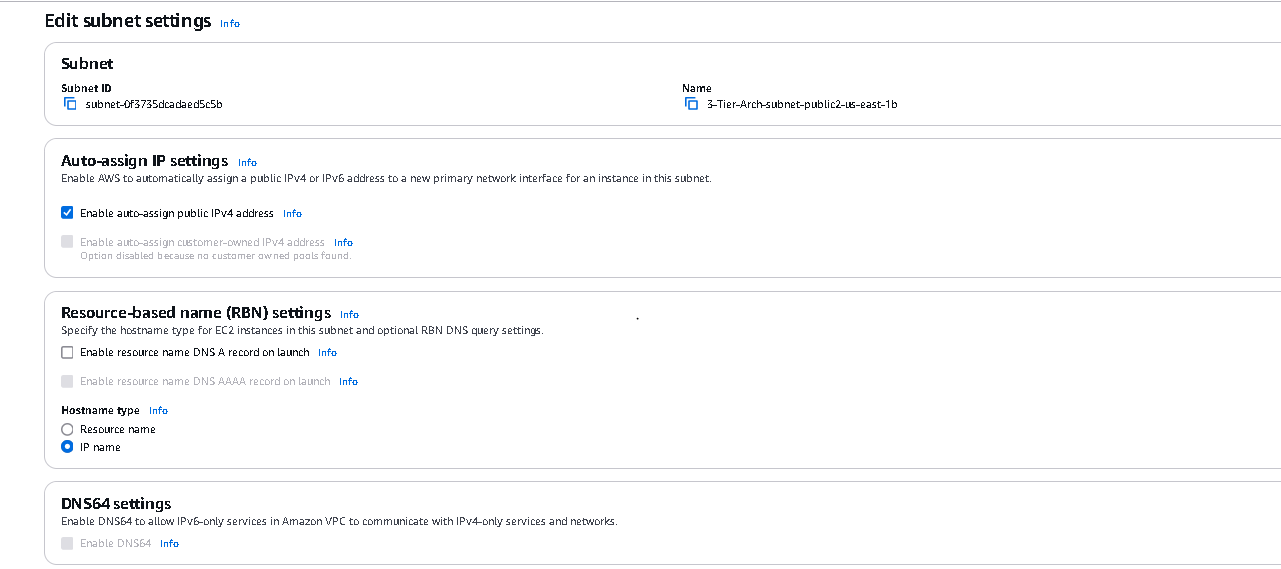 Edit subnet settings Info
Subnet
Subnet ID
subnet-0f3735dcadaed5c5b
Name
3-Tier-Arch-subnet-public2-us-east-1b
Auto-assign IP settings Info
Enable AWS to automatically assign a public IPv4 or IPv6 address to a new primary network interface for an instance in this subnet.
Enable auto-assign public IPv4 address Info
Enable auto-assign customer-owned IPv4 address Info
Option disabled because no customer owned pools found.
Resource-based name (RBN) settings Info
Specify the hostname type for EC2 instances in this subnet and optional RBN DNS query settings.
Enable resource name DNS A record on launch Info
Enable resource name DNS AAAA record on launch Info
Hostname type Info
Resource name
IP name
DNS64 settings
Enable DNS64 to allow IPv6-only services in Amazon VPC to communicate with IPv4-only services and networks.
Enable DNS64 Info